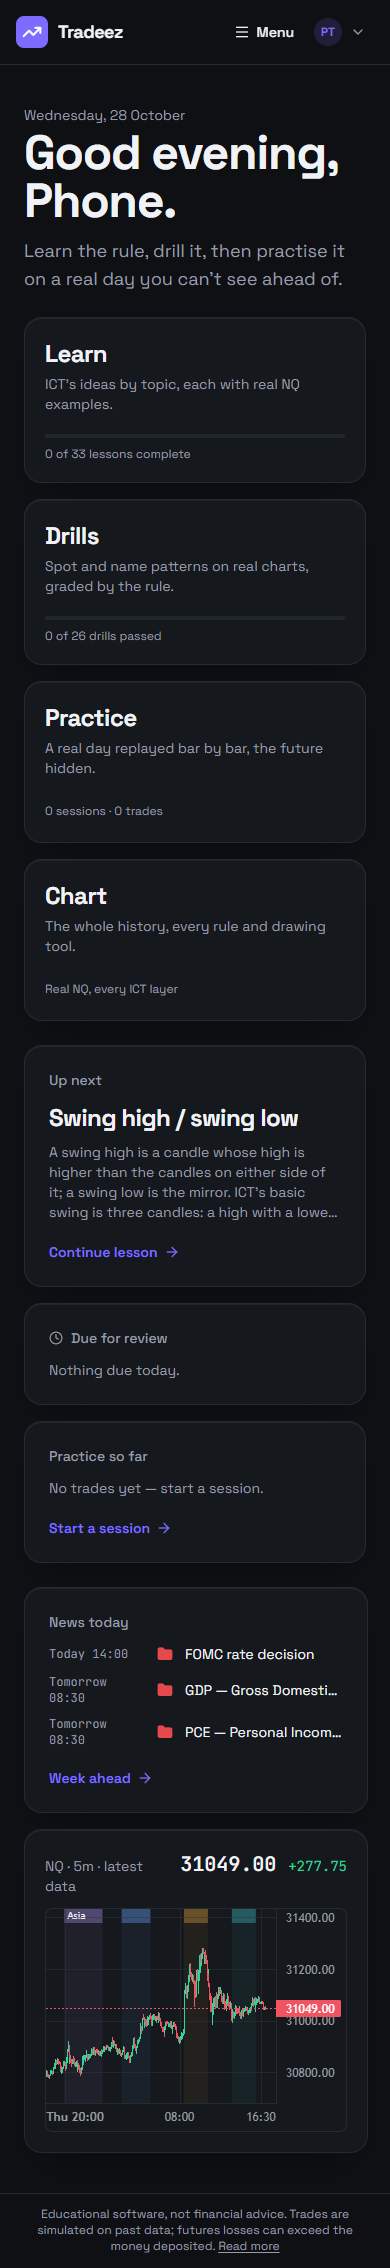 Tradeez
Menu
PT
Wednesday, 28 October
Good evening,
Phone.
Learn the rule, drill it, then practise it
on a real day you can't see ahead of.
Learn
ICT's ideas by topic, each with real NQ
examples.
0 of 33 lessons complete
Drills
Spot and name patterns on real charts,
graded by the rule.
0 of 26 drills passed
Practice
A real day replayed bar by bar, the future
hidden.
0 sessions · 0 trades
Chart
The whole history, every rule and drawing
tool.
Real NQ, every ICT layer
Up next
Swing high / swing low
A swing high is a candle whose high is
higher than the candles on either side of
it; a swing low is the mirror. ICT's basic
swing is three candles: a high with a lowe…
Continue lesson →
Due for review
Nothing due today.
Practice so far
No trades yet — start a session.
Start a session →
News today
Today 14:00 FOMC rate decision
Tomorrow
08:30 GDP — Gross Domesti…
Tomorrow
08:30 PCE — Personal Incom…
Week ahead →
NQ · 5m · latest
data
31049.00 +277.75
Asia
31400.00
31200.00
31049.00
31000.00
30800.00
Thu 20:00 08:00 16:30
Educational software, not financial advice. Trades are
simulated on past data; futures losses can exceed the
money deposited. Read more